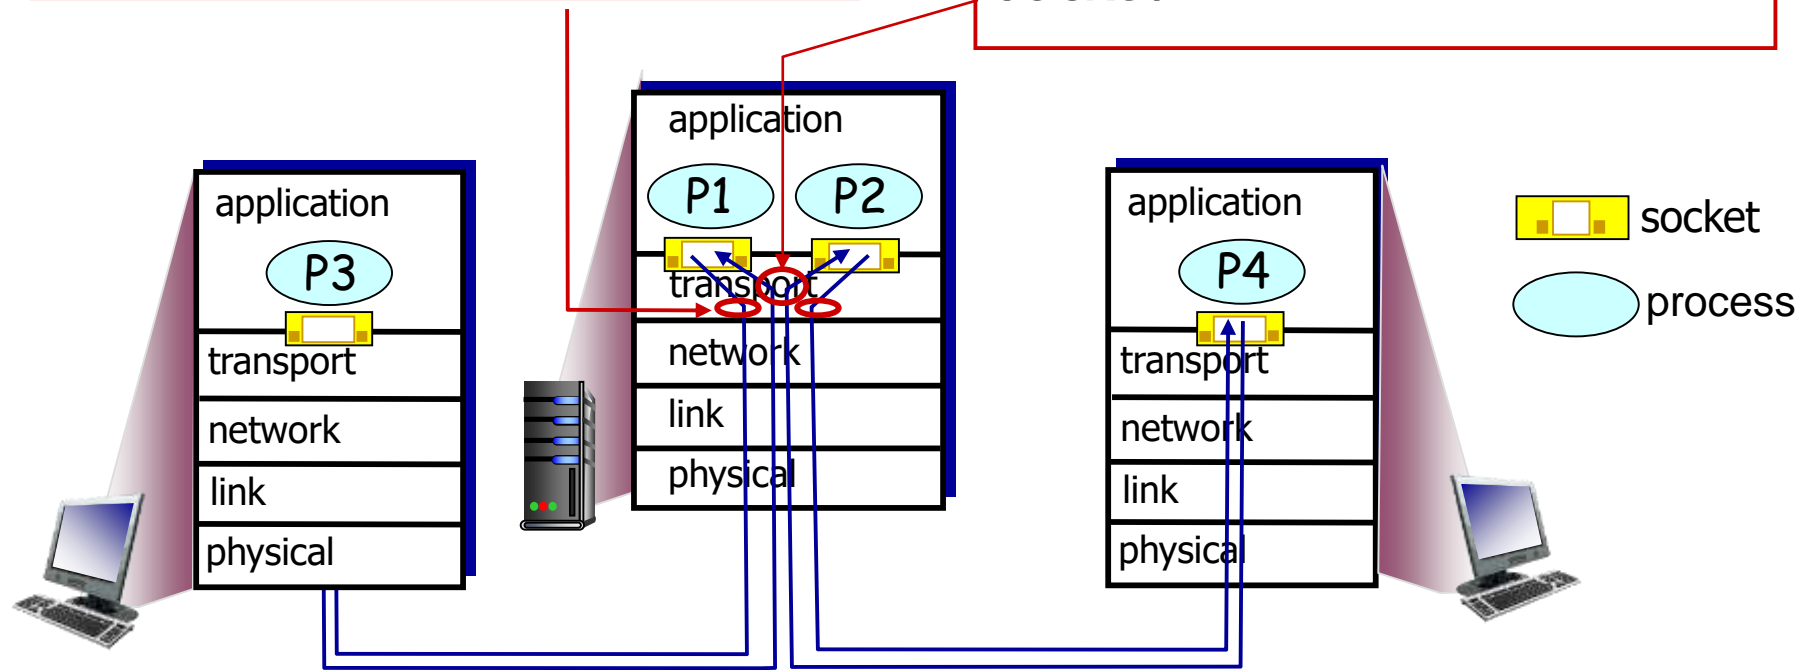 application
P1
P2
transport
network
link
physical
application
P3
transport
network
link
physical
application
P4
transport
network
link
physical
socket
process